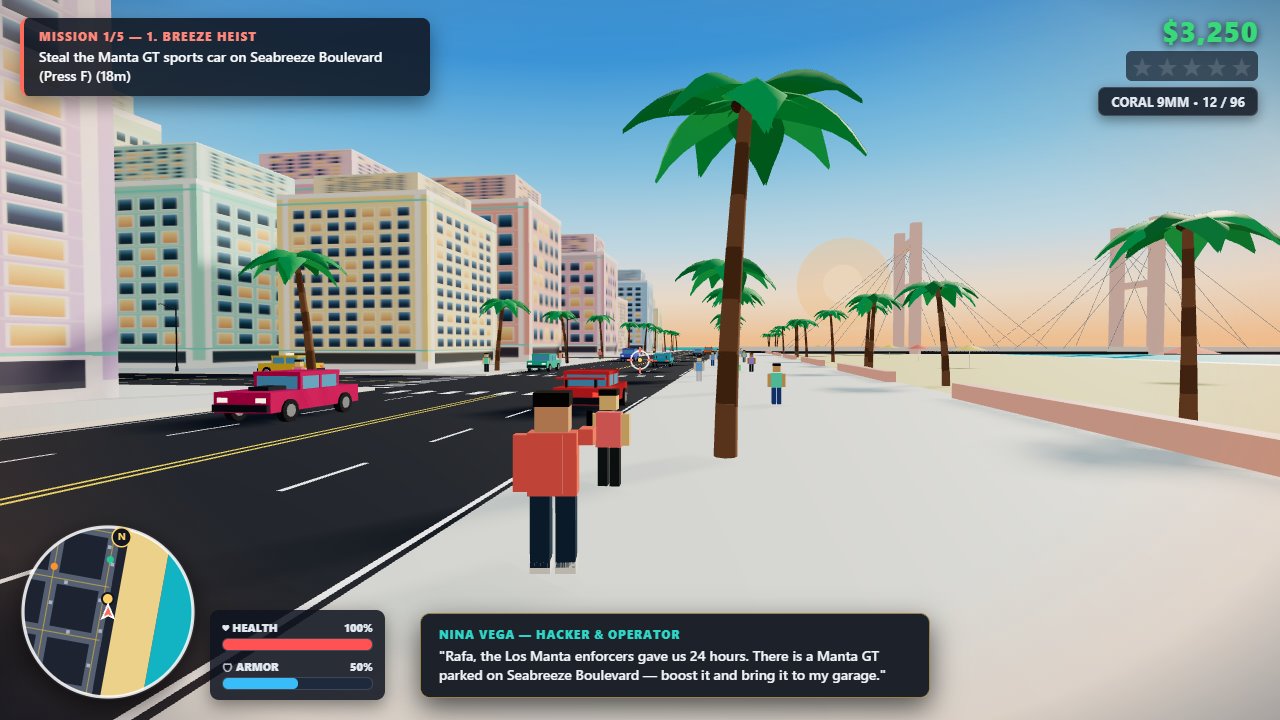 MISSION 1/5 — 1. BREEZE HEIST
Steal the Manta GT sports car on Seabreeze Boulevard
(Press F) (18m)
$3,250
CORAL 9MM · 12 / 96
N
HEALTH 100%
ARMOR 50%
NINA VEGA — HACKER & OPERATOR
"Rafa, the Los Manta enforcers gave us 24 hours. There is a Manta GT
parked on Seabreeze Boulevard — boost it and bring it to my garage."